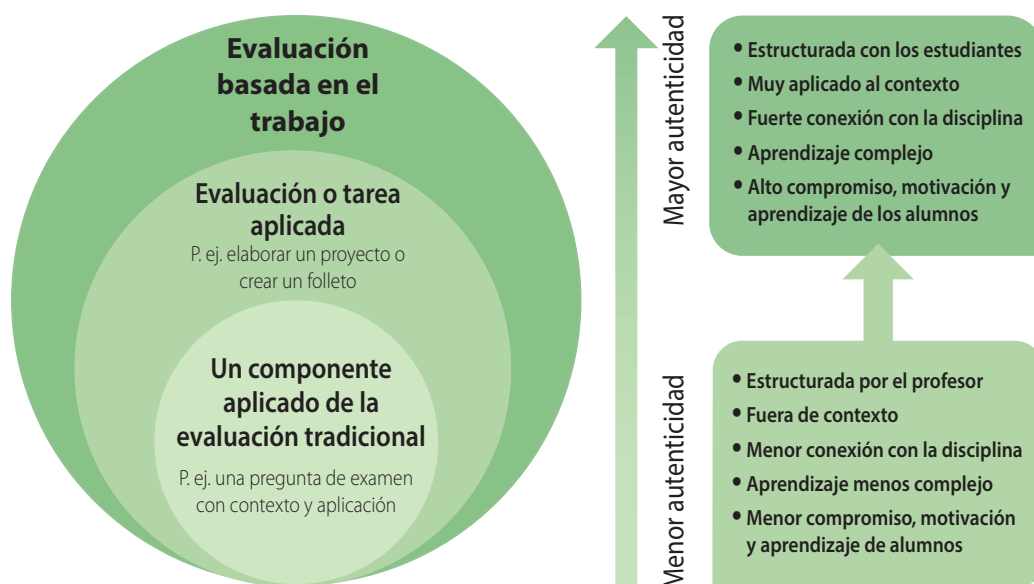 Evaluación
basada en el
trabajo
Evaluación o tarea
aplicada
P. ej. elaborar un proyecto o
crear un folleto
Un componente
aplicado de la
evaluación tradicional
P. ej. una pregunta de examen
con contexto y aplicación
Mayor autenticidad
Menor autenticidad
• Estructurada con los estudiantes
• Muy aplicado al contexto
• Fuerte conexión con la disciplina
• Aprendizaje complejo
• Alto compromiso, motivación y
aprendizaje de los alumnos
• Estructurada por el profesor
• Fuera de contexto
• Menor conexión con la disciplina
• Aprendizaje menos complejo
• Menor compromiso, motivación
y aprendizaje de alumnos